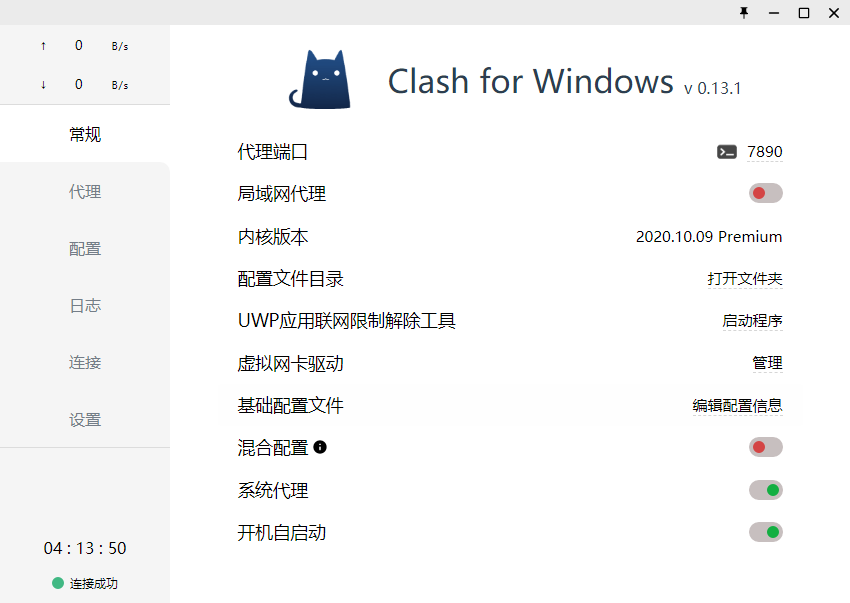 ↑ 0 B/s
↓ 0 B/s
常规
代理
配置
日志
连接
设置
04 : 13 : 50
连接成功
Clash for Windows v 0.13.1
代理端口 7890
局域网代理
内核版本 2020.10.09 Premium
配置文件目录 打开文件夹
UWP应用联网限制解除工具 启动程序
虚拟网卡驱动 管理
基础配置文件 编辑配置信息
混合配置
系统代理
开机自启动